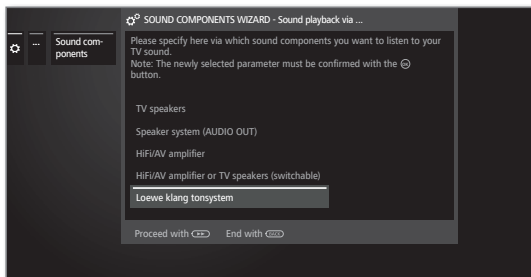 SOUND COMPONENTS WIZARD - Sound playback via ...
... Sound com-
ponents
Please specify here via which sound components you want to listen to your
TV sound.
Note: The newly selected parameter must be confirmed with the OK
button.
TV speakers
Speaker system (AUDIO OUT)
HiFi/AV amplifier
HiFi/AV amplifier or TV speakers (switchable)
Loewe klang tonsystem
Proceed with End with BACK